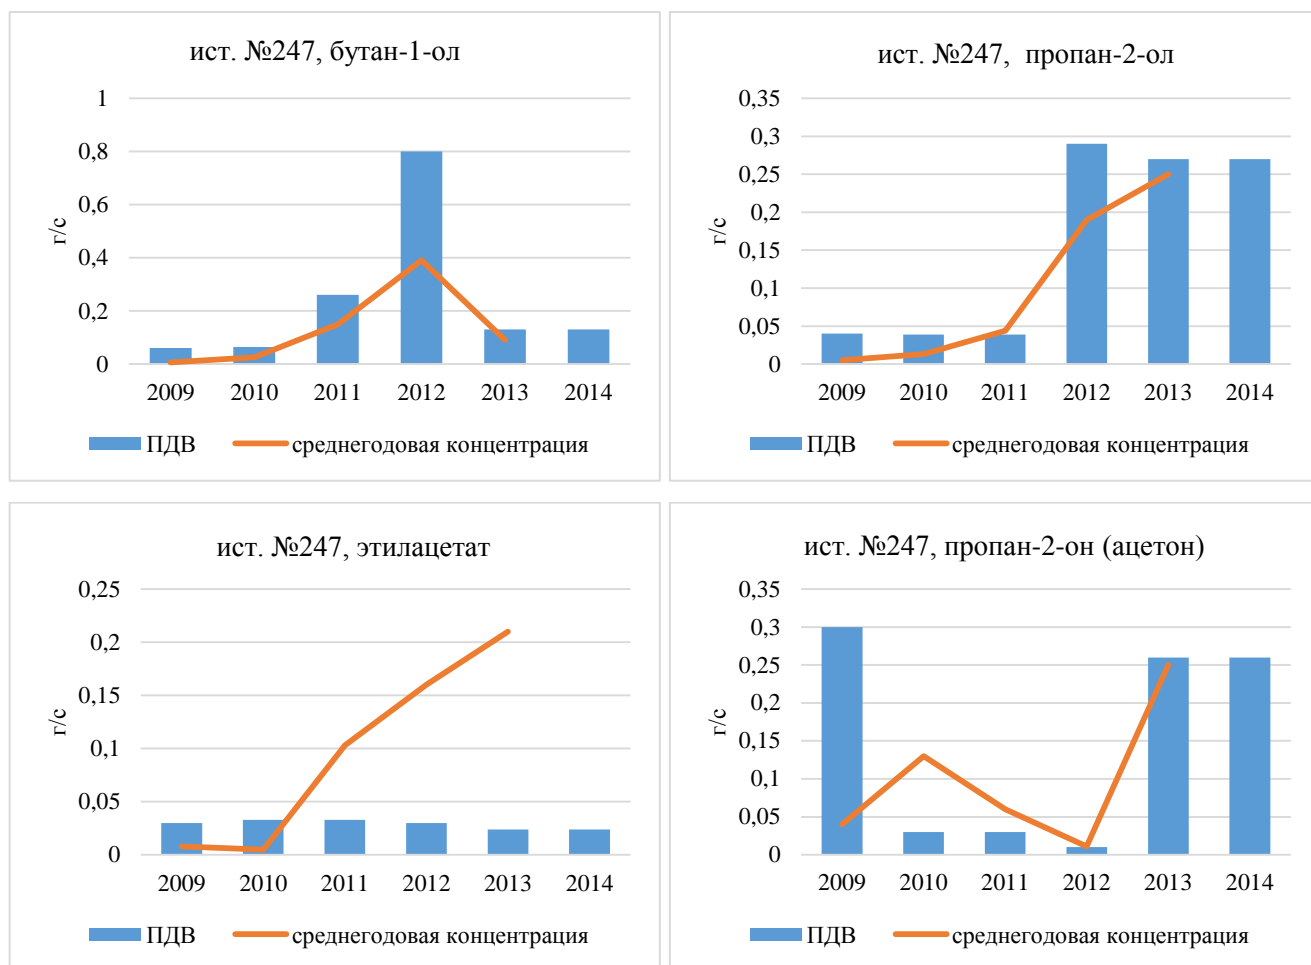 ист. №247, бутан-1-ол
1
0,8
0,6
0,4
0,2
0
г/с
2009 2010 2011 2012 2013 2014
ПДВ среднегодовая концентрация
ист. №247, пропан-2-ол
0,35
0,3
0,25
0,2
0,15
0,1
0,05
0
г/с
2009 2010 2011 2012 2013 2014
ПДВ среднегодовая концентрация
ист. №247, этилацетат
0,25
0,2
0,15
0,1
0,05
0
г/с
2009 2010 2011 2012 2013 2014
ПДВ среднегодовая концентрация
ист. №247, пропан-2-он (ацетон)
0,35
0,3
0,25
0,2
0,15
0,1
0,05
0
г/с
2009 2010 2011 2012 2013 2014
ПДВ среднегодовая концентрация